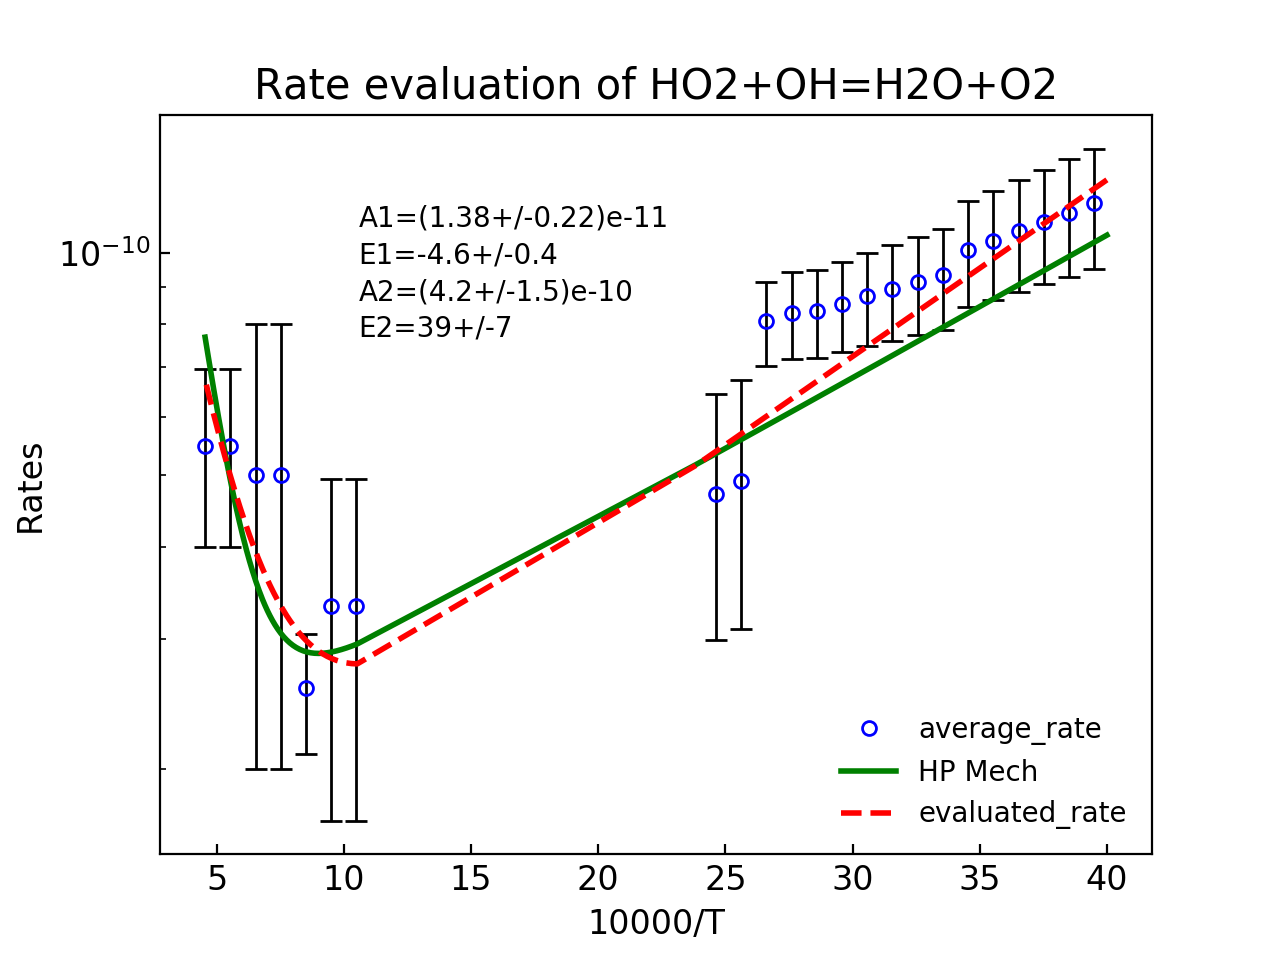 Rate evaluation of HO2+OH=H2O+O2
A1=(1.38+/-0.22)e-11
E1=-4.6+/-0.4
A2=(4.2+/-1.5)e-10
E2=39+/-7
10⁻¹⁰
Rates
average_rate
HP Mech
evaluated_rate
5 10 15 20 25 30 35 40
10000/T